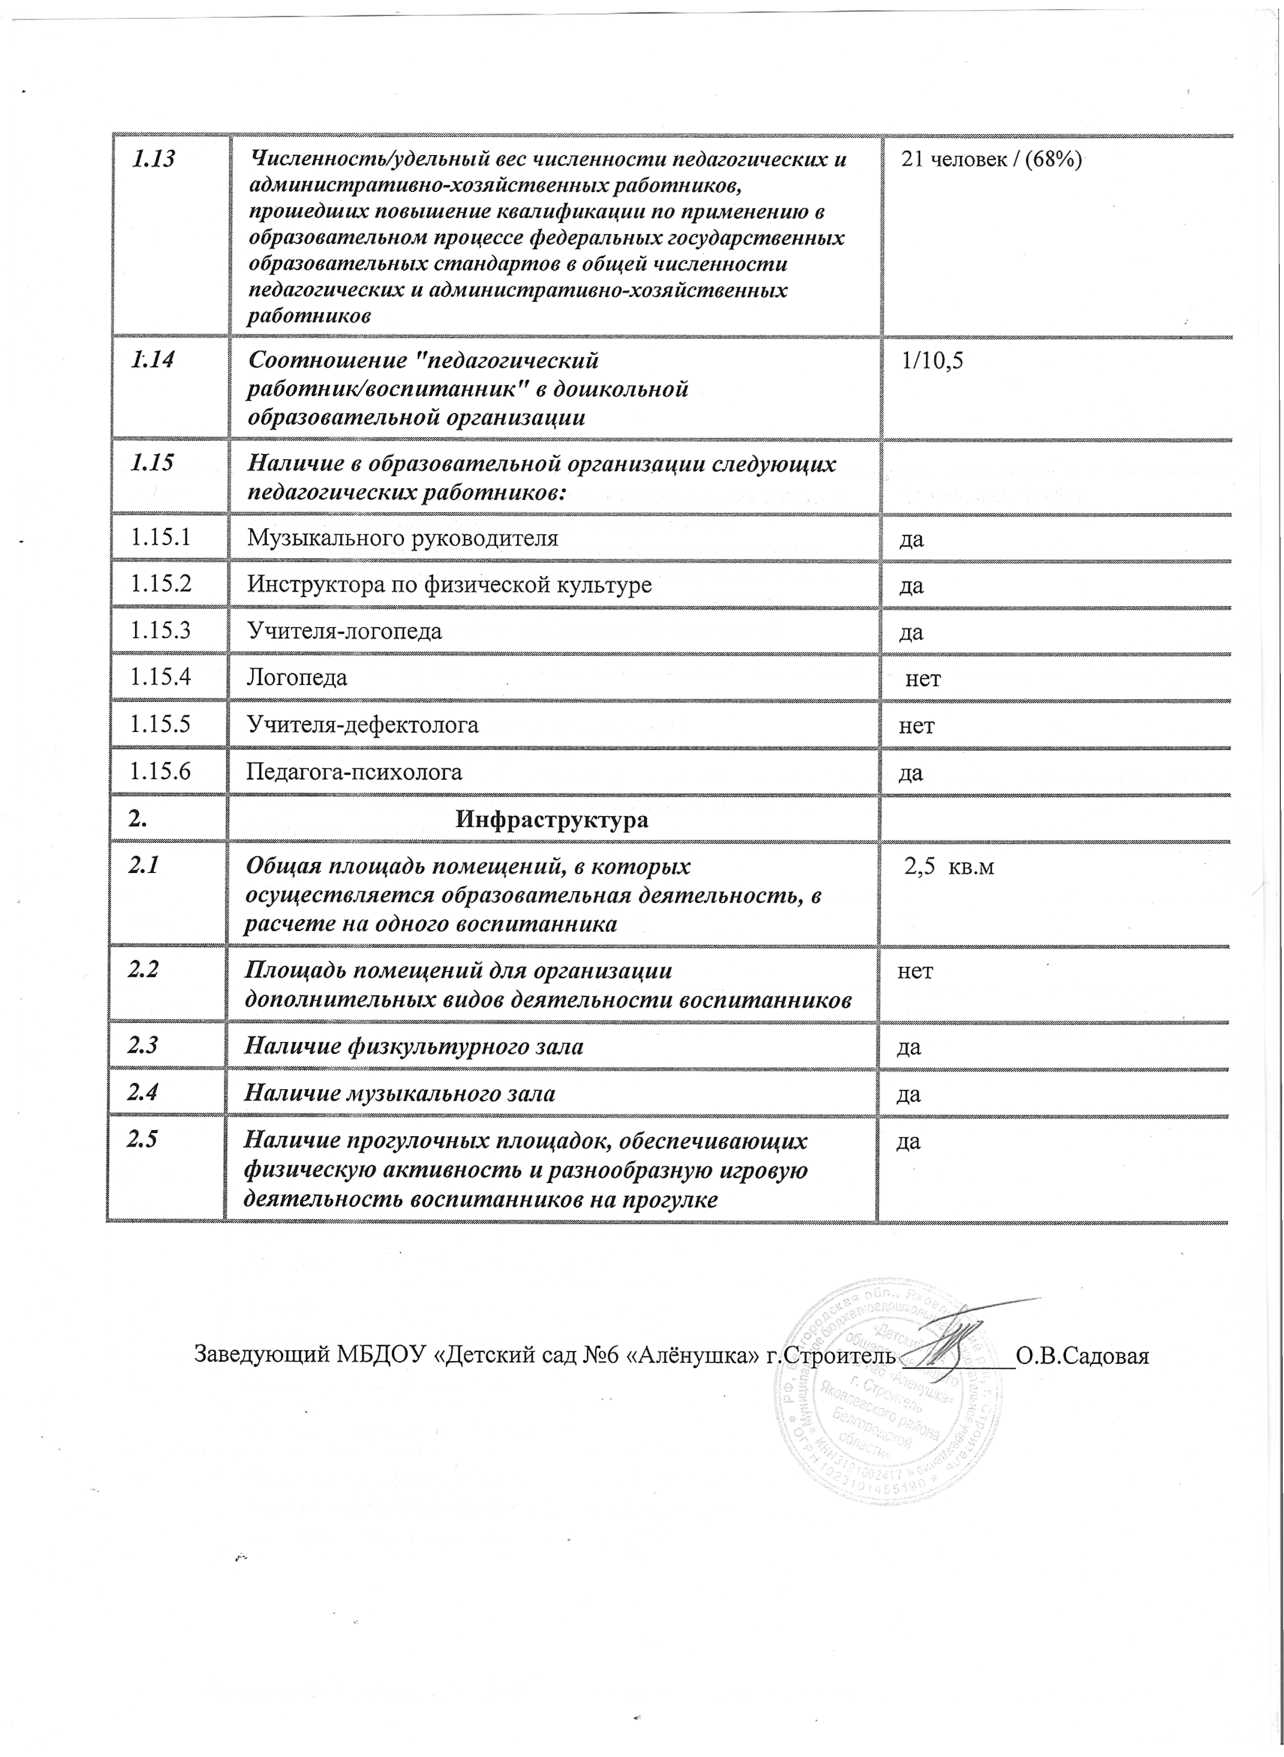 1.13
Численность/удельный вес численности педагогических и
административно-хозяйственных работников,
прошедших повышение квалификации по применению в
образовательном процессе федеральных государственных
образовательных стандартов в общей численности
педагогических и административно-хозяйственных
работников
21 человек / (68%)
1.14
Соотношение "педагогический
работник/воспитанник" в дошкольной
образовательной организации
1/10,5
1.15
Наличие в образовательной организации следующих
педагогических работников:
1.15.1
Музыкального руководителя
да
1.15.2
Инструктора по физической культуре
да
1.15.3
Учителя-логопеда
да
1.15.4
Логопеда
нет
1.15.5
Учителя-дефектолога
нет
1.15.6
Педагога-психолога
да
2.
Инфраструктура
2.1
Общая площадь помещений, в которых
осуществляется образовательная деятельность, в
расчете на одного воспитанника
2,5 кв.м
2.2
Площадь помещений для организации
дополнительных видов деятельности воспитанников
нет
2.3
Наличие физкультурного зала
да
2.4
Наличие музыкального зала
да
2.5
Наличие прогулочных площадок, обеспечивающих
физическую активность и разнообразную игровую
деятельность воспитанников на прогулке
да
Заведующий МБДОУ «Детский сад №6 «Алёнушка» г.Строитель _________О.В.Садовая
г. Строитель
Яковлевского района
Белгородской
области»